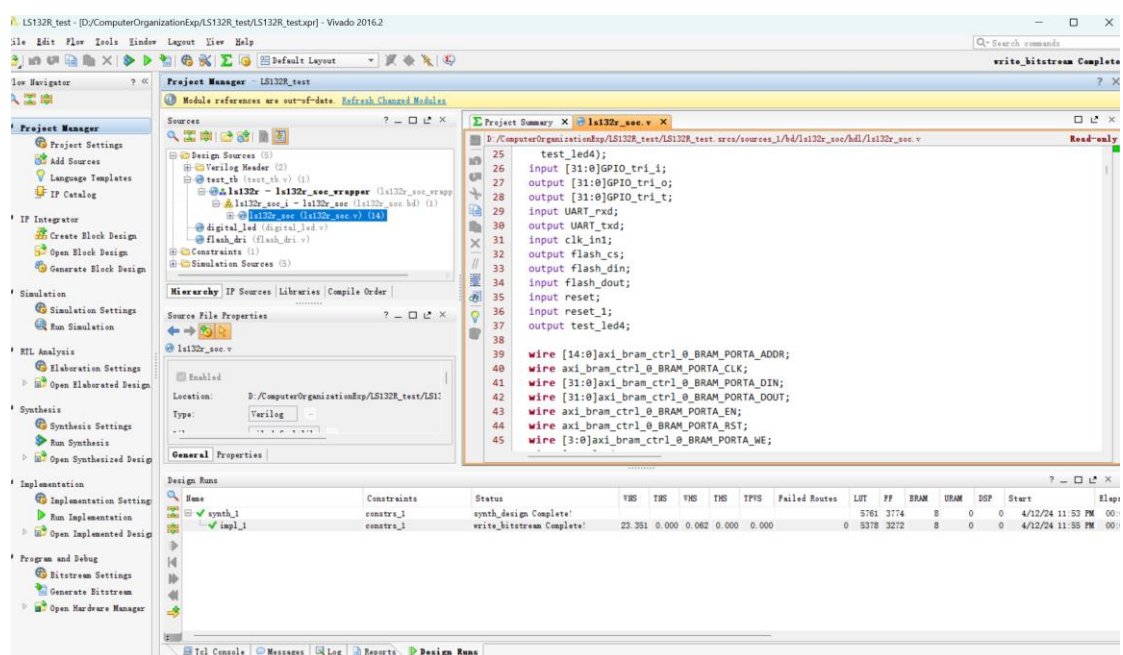 LS132R_test - [D:/ComputerOrganizationExp/LS132R_test/LS132R_test.xpr] - Vivado 2016.2
ile Edit Flow Tools Window Layout View Help
Search commands
Default Layout
write_bitstream Complete
low Navigator
Project Manager
Project Settings
Add Sources
Language Templates
IP Catalog
IP Integrator
Create Block Design
Open Block Design
Generate Block Design
Simulation
Simulation Settings
Run Simulation
RTL Analysis
Elaboration Settings
Open Elaborated Design
Synthesis
Synthesis Settings
Run Synthesis
Open Synthesized Desig
Implementation
Implementation Setting
Run Implementation
Open Implemented Desig
Program and Debug
Bitstream Settings
Generate Bitstream
Open Hardware Manager
Project Manager - LS132R_test
Module references are out-of-date. Refresh Changed Modules
Sources
Design Sources (5)
Verilog Header (2)
test_tb (test_tb.v) (1)
ls132r - ls132r_soc_wrapper (ls132r_soc_wrapp
ls132r_soc_i - ls132r_soc (ls132r_soc.bd) (1)
ls132r_soc (ls132r_soc.v) (14)
digital_led (digital_led.v)
flash_dri (flash_dri.v)
Constraints (1)
Simulation Sources (5)
Hierarchy IP Sources Libraries Compile Order
Source File Properties
ls132r_soc.v
Enabled
Location: D:/ComputerOrganizationExp/LS132R_test/LS13
Type: Verilog
General Properties
Project Summary ls132r_soc.v
D:/ComputerOrganizationExp/LS132R_test/LS132R_test.srcs/sources_1/bd/ls132r_soc/hdl/ls132r_soc.v Read-only
25 test_led4);
26 input [31:0]GPIO_tri_i;
27 output [31:0]GPIO_tri_o;
28 output [31:0]GPIO_tri_t;
29 input UART_rxd;
30 output UART_txd;
31 input clk_in1;
32 output flash_cs;
33 output flash_din;
34 input flash_dout;
35 input reset;
36 input reset_1;
37 output test_led4;
38
39 wire [14:0]axi_bram_ctrl_0_BRAM_PORTA_ADDR;
40 wire axi_bram_ctrl_0_BRAM_PORTA_CLK;
41 wire [31:0]axi_bram_ctrl_0_BRAM_PORTA_DIN;
42 wire [31:0]axi_bram_ctrl_0_BRAM_PORTA_DOUT;
43 wire axi_bram_ctrl_0_BRAM_PORTA_EN;
44 wire axi_bram_ctrl_0_BRAM_PORTA_RST;
45 wire [3:0]axi_bram_ctrl_0_BRAM_PORTA_WE;
Design Runs
Name Constraints Status WNS TNS WHS THS TPWS Failed Routes LUT FF BRAM URAM DSP Start Elaps
synth_1 constrs_1 synth_design Complete! 5761 3774 8 0 0 4/12/24 11:53 PM 00:
impl_1 constrs_1 write_bitstream Complete! 23.351 0.000 0.062 0.000 0.000 0 5378 3272 8 0 0 4/12/24 11:55 PM 00:
Tcl Console Messages Log Reports Design Runs